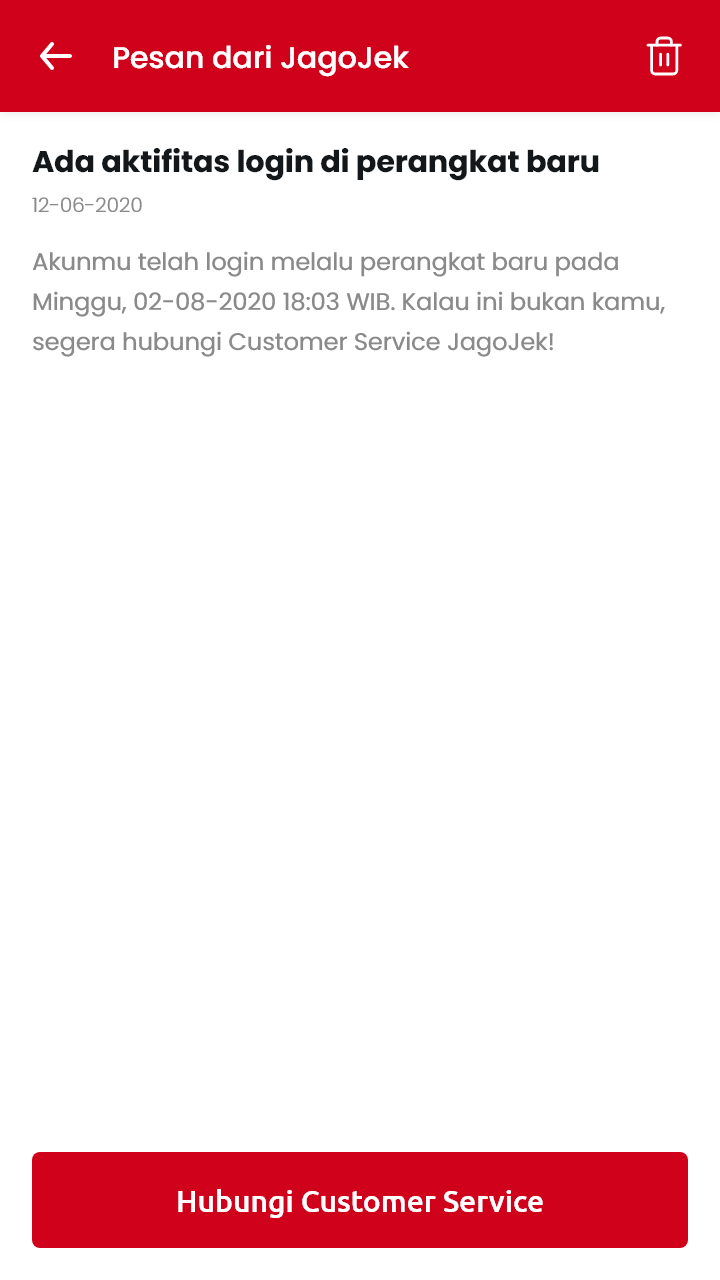 Pesan dari JagoJek
Ada aktifitas login di perangkat baru
12-06-2020
Akunmu telah login melalu perangkat baru pada
Minggu, 02-08-2020 18:03 WIB. Kalau ini bukan kamu,
segera hubungi Customer Service JagoJek!
Hubungi Customer Service